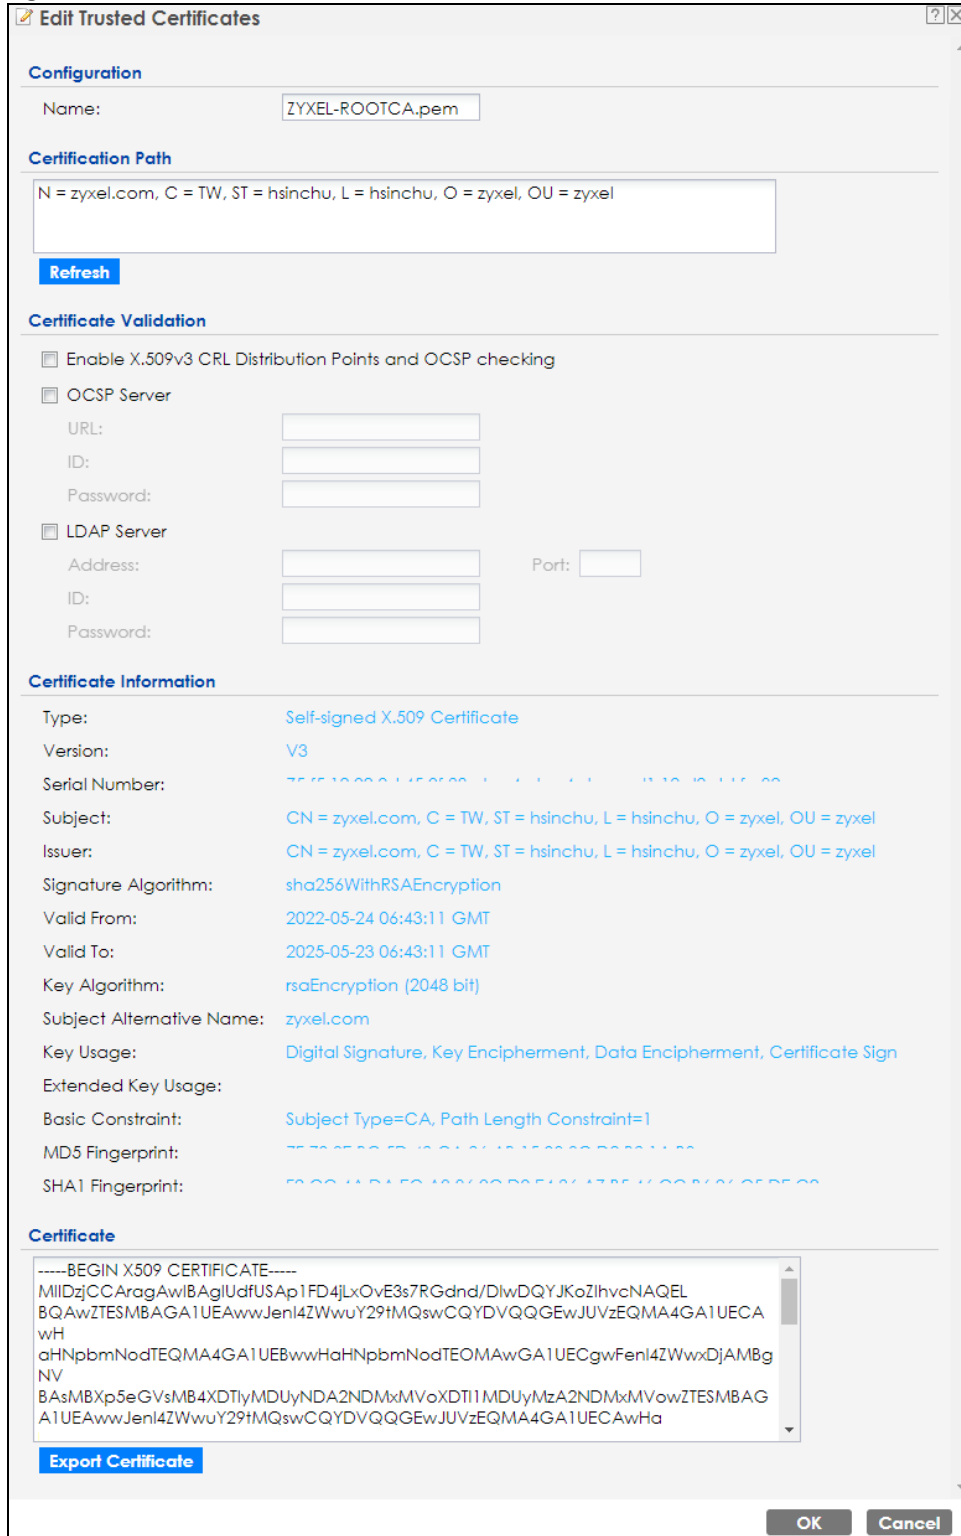 Edit Trusted Certificates
Configuration
Name: ZYXEL-ROOTCA.pem
Certification Path
N = zyxel.com, C = TW, ST = hsinchu, L = hsinchu, O = zyxel, OU = zyxel
Refresh
Certificate Validation
Enable X.509v3 CRL Distribution Points and OCSP checking
OCSP Server
URL:
ID:
Password:
LDAP Server
Address: Port:
ID:
Password:
Certificate Information
Type: Self-signed X.509 Certificate
Version: V3
Serial Number:
Subject: CN = zyxel.com, C = TW, ST = hsinchu, L = hsinchu, O = zyxel, OU = zyxel
Issuer: CN = zyxel.com, C = TW, ST = hsinchu, L = hsinchu, O = zyxel, OU = zyxel
Signature Algorithm: sha256WithRSAEncryption
Valid From: 2022-05-24 06:43:11 GMT
Valid To: 2025-05-23 06:43:11 GMT
Key Algorithm: rsaEncryption (2048 bit)
Subject Alternative Name: zyxel.com
Key Usage: Digital Signature, Key Encipherment, Data Encipherment, Certificate Sign
Extended Key Usage:
Basic Constraint: Subject Type=CA, Path Length Constraint=1
MD5 Fingerprint:
SHA1 Fingerprint:
Certificate
-----BEGIN X509 CERTIFICATE-----
MIIDzjCCAragAwIBAgIUdfUSAp1FD4jLxOvE3s7RGdnd/DIwDQYJKoZIhvcNAQEL
BQAwZTESMBAGA1UEAwwJenl4ZWwuY29tMQswCQYDVQQGEwJUVzEQMA4GA1UECA
wH
aHNpbmNodTEQMA4GA1UEBwwHaHNpbmNodTEOMAwGA1UECgwFenl4ZWwxDjAMBg
NV
BAsMBXp5eGVsMB4XDTIyMDUyNDA2NDMxMVoXDTI1MDUyMzA2NDMxMVowZTESMBAG
A1UEAwwJenl4ZWwuY29tMQswCQYDVQQGEwJUVzEQMA4GA1UECAwHa
Export Certificate
OK Cancel